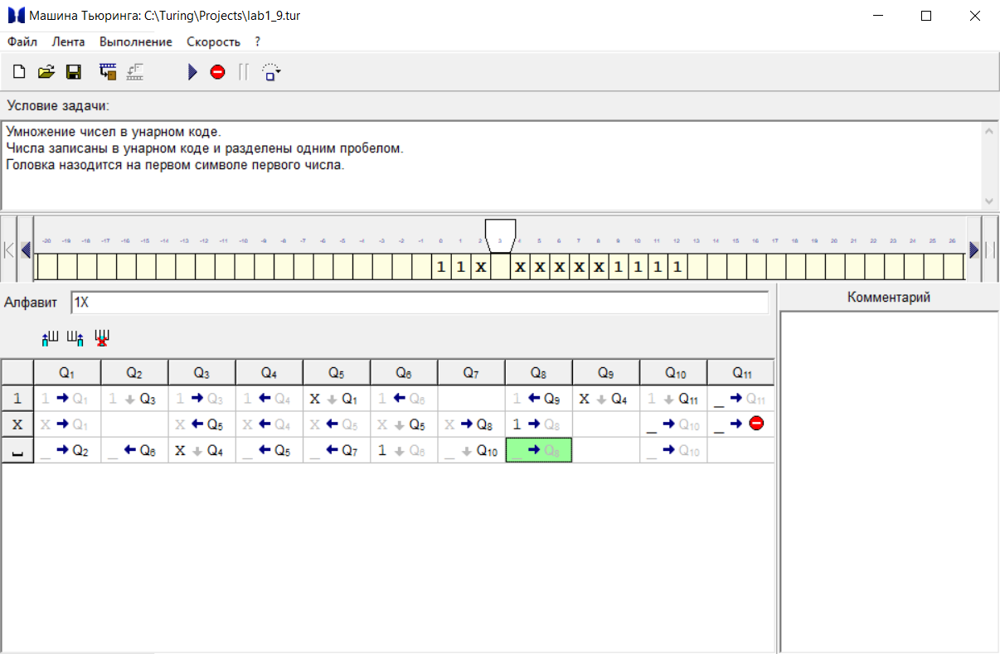 Машина Тьюринга: C:\Turing\Projects\lab1_9.tur
Файл Лента Выполнение Скорость ?
Условие задачи:
Умножение чисел в унарном коде.
Числа записаны в унарном коде и разделены одним пробелом.
Головка назодится на первом символе первого числа.
-20 -19 -18 -17 -16 -15 -14 -13 -12 -11 -10 -9 -8 -7 -6 -5 -4 -3 -2 -1 0 1 2 3 4 5 6 7 8 9 10 11 12 13 14 15 16 17 18 19 20 21 22 23 24 25 26
1 1 X X X X X X 1 1 1 1
Алфавит 1X
Комментарий
Q1 Q2 Q3 Q4 Q5 Q6 Q7 Q8 Q9 Q10 Q11
1 1 → Q1 1 ↓ Q3 1 → Q3 1 ← Q4 X ↓ Q1 1 ← Q6 1 ← Q9 X ↓ Q4 1 ↓ Q11 _ → Q11
X X → Q1 X ← Q5 X ← Q4 X ← Q5 X ↓ Q5 X → Q8 1 → Q8 _ → Q10 _ →
_ → Q2 _ ← Q6 X ↓ Q4 _ ← Q5 _ ← Q7 1 ↓ Q6 _ ↓ Q10 _ → Q8 _ → Q10